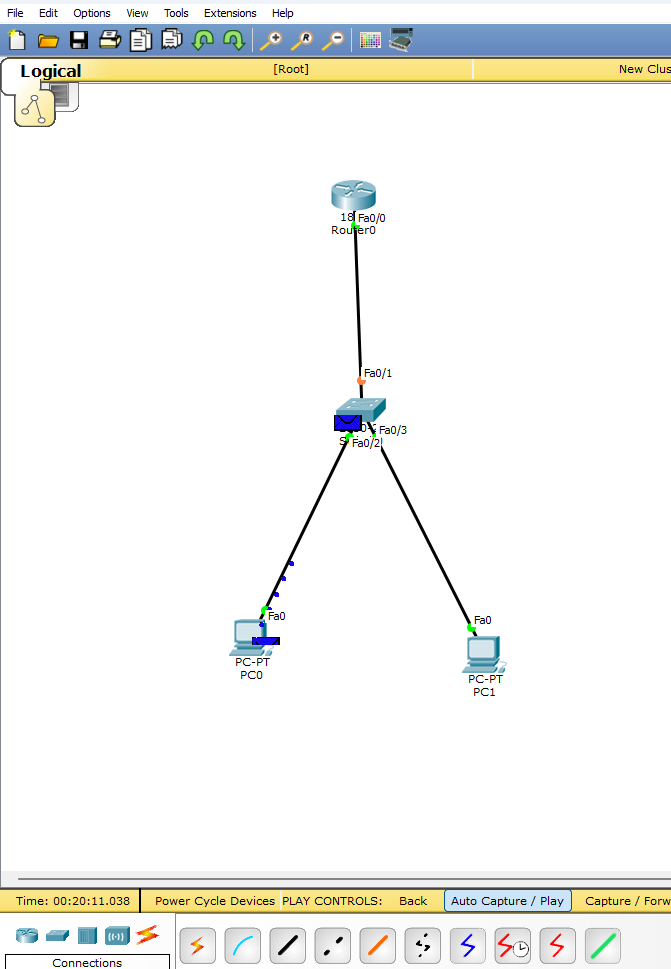 File Edit Options View Tools Extensions Help
Logical [Root] New Clus
18 Fa0/0
Router0
Fa0/1
Fa0/3
Fa0/2
Fa0
PC-PT
PC0
Fa0
PC-PT
PC1
Time: 00:20:11.038 Power Cycle Devices PLAY CONTROLS: Back Auto Capture / Play Capture / Forw
Connections